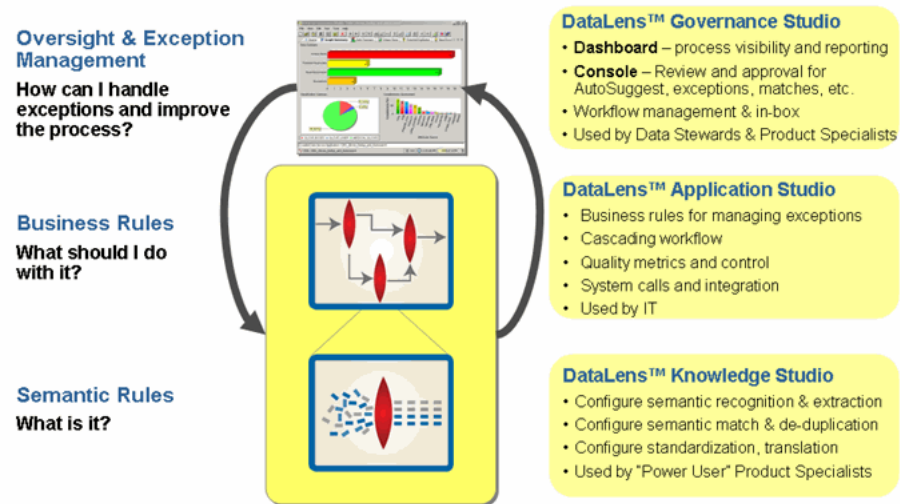 Oversight & Exception
Management
How can I handle
exceptions and improve
the process?
Business Rules
What should I do
with it?
Semantic Rules
What is it?
DataLens™ Governance Studio
• Dashboard – process visibility and reporting
• Console – Review and approval for
AutoSuggest, exceptions, matches, etc.
• Workflow management & in-box
• Used by Data Stewards & Product Specialists
DataLens™ Application Studio
• Business rules for managing exceptions
• Cascading workflow
• Quality metrics and control
• System calls and integration
• Used by IT
DataLens™ Knowledge Studio
• Configure semantic recognition & extraction
• Configure semantic match & de-duplication
• Configure standardization, translation
• Used by "Power User" Product Specialists